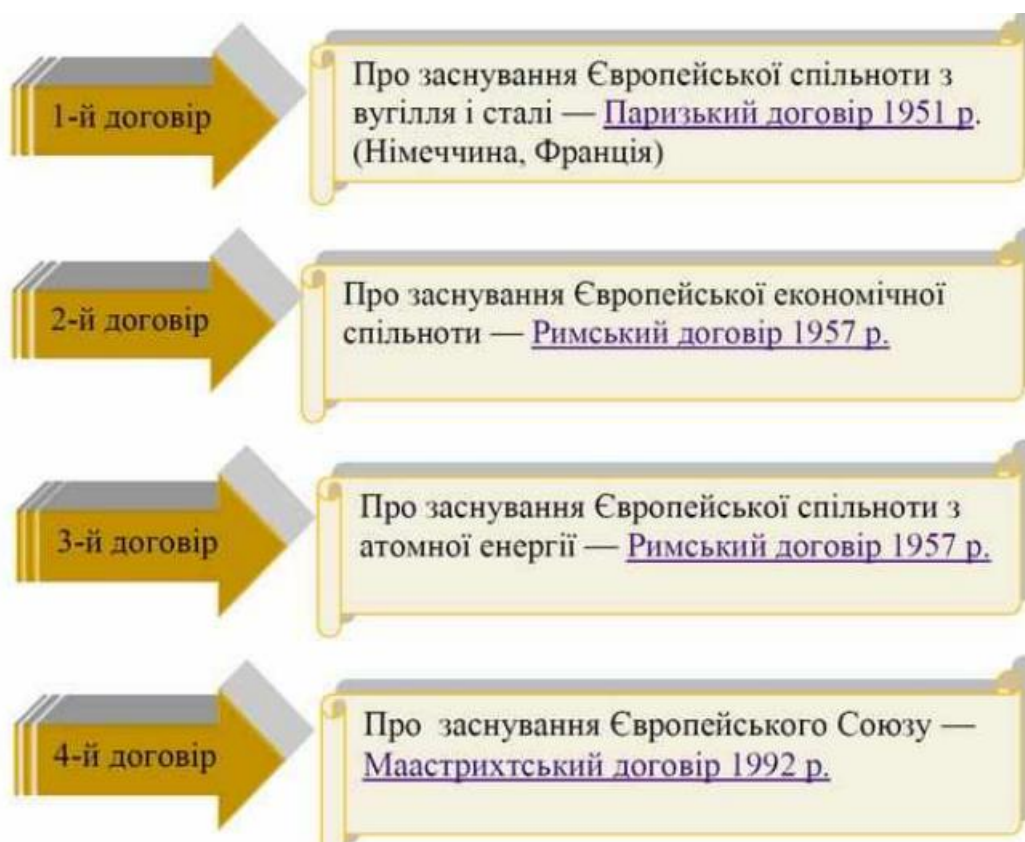 1-й договір
Про заснування Європейської спільноти з
вугілля і сталі — Паризький договір 1951 р.
(Німеччина, Франція)
2-й договір
Про заснування Європейської економічної
спільноти — Римський договір 1957 р.
3-й договір
Про заснування Європейської спільноти з
атомної енергії — Римський договір 1957 р.
4-й договір
Про заснування Європейського Союзу —
Маастрихтський договір 1992 р.